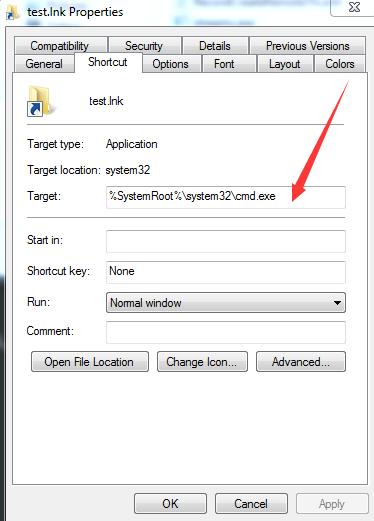 test.lnk Properties
Compatibility Security Details Previous Versions
General Shortcut Options Font Layout Colors
test.lnk
Target type: Application
Target location: system32
Target: %SystemRoot%\system32\cmd.exe
Start in:
Shortcut key: None
Run: Normal window
Comment:
Open File Location Change Icon... Advanced...
OK Cancel Apply